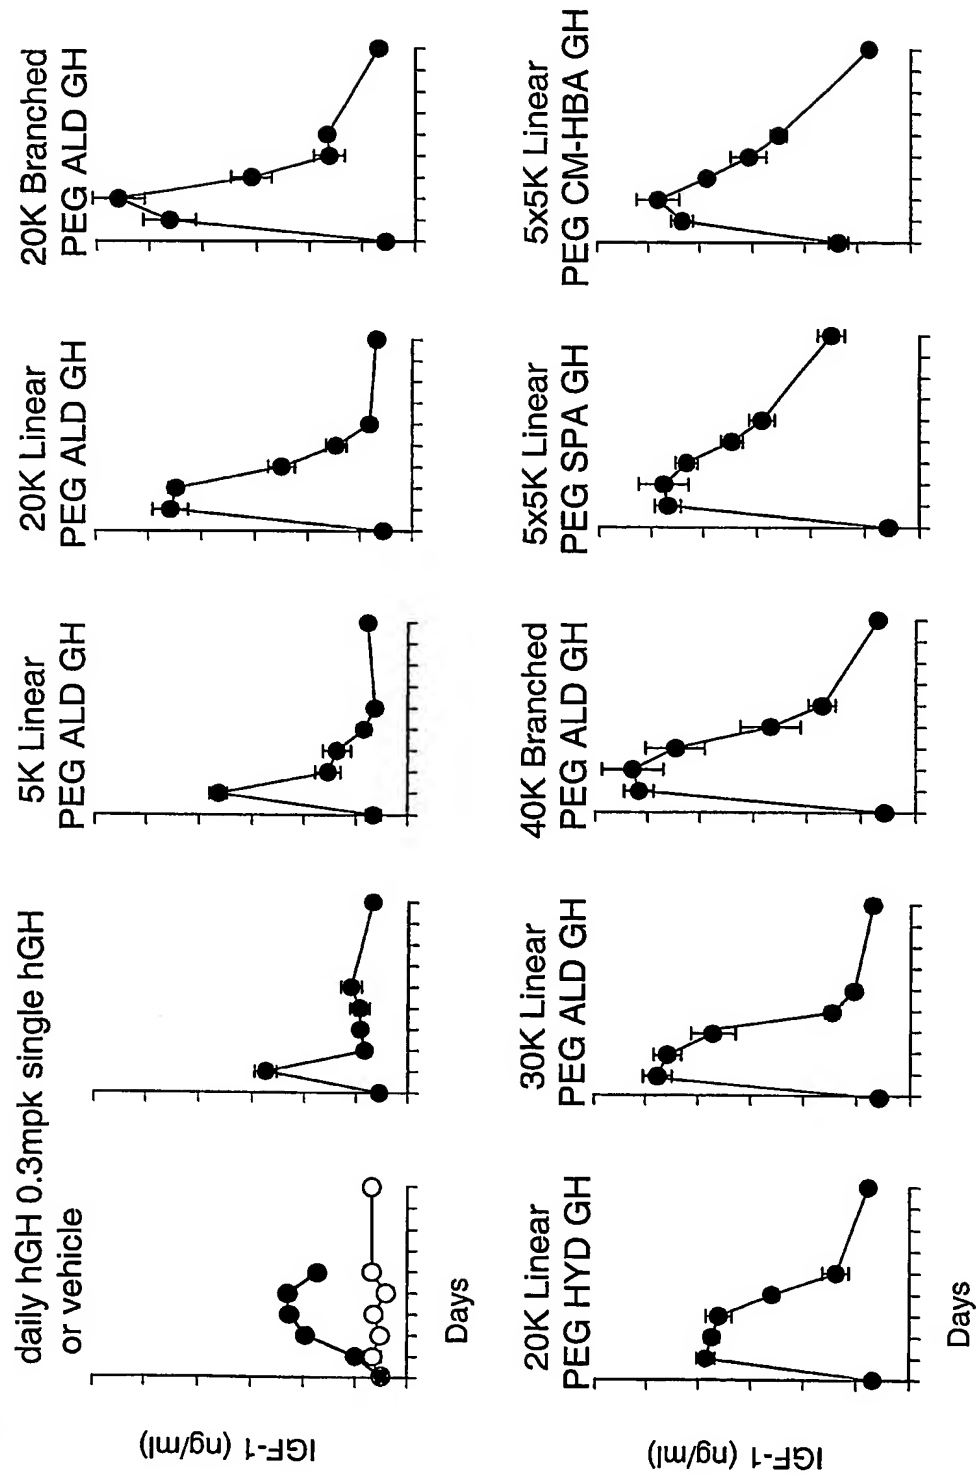 daily hGH 0.3mpk single hGH
or vehicle
5K Linear
PEG ALD GH
20K Linear
PEG ALD GH
20K Branched
PEG ALD GH
IGF-1 (ng/ml)
Days
20K Linear
PEG HYD GH
30K Linear
PEG ALD GH
40K Branched
PEG ALD GH
5x5K Linear
PEG SPA GH
5x5K Linear
PEG CM-HBA GH
IGF-1 (ng/ml)
Days